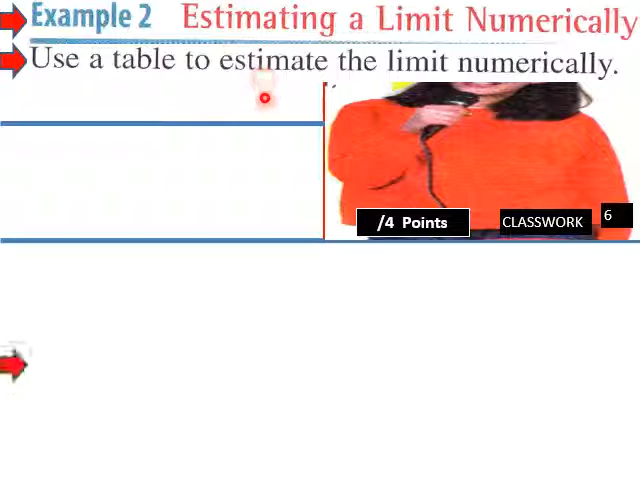 Example 2 Estimating a Limit Numerically
Use a table to estimate the limit numerically.
/4 Points CLASSWORK 6